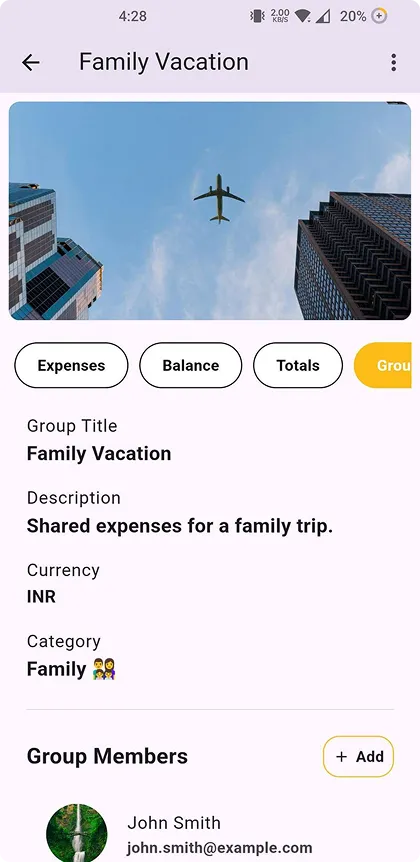 4:28 2.00 KB/S 20%
Family Vacation
Expenses Balance Totals Grou
Group Title
Family Vacation
Description
Shared expenses for a family trip.
Currency
INR
Category
Family 👨‍👩‍👧‍👦
Group Members + Add
John Smith
john.smith@example.com